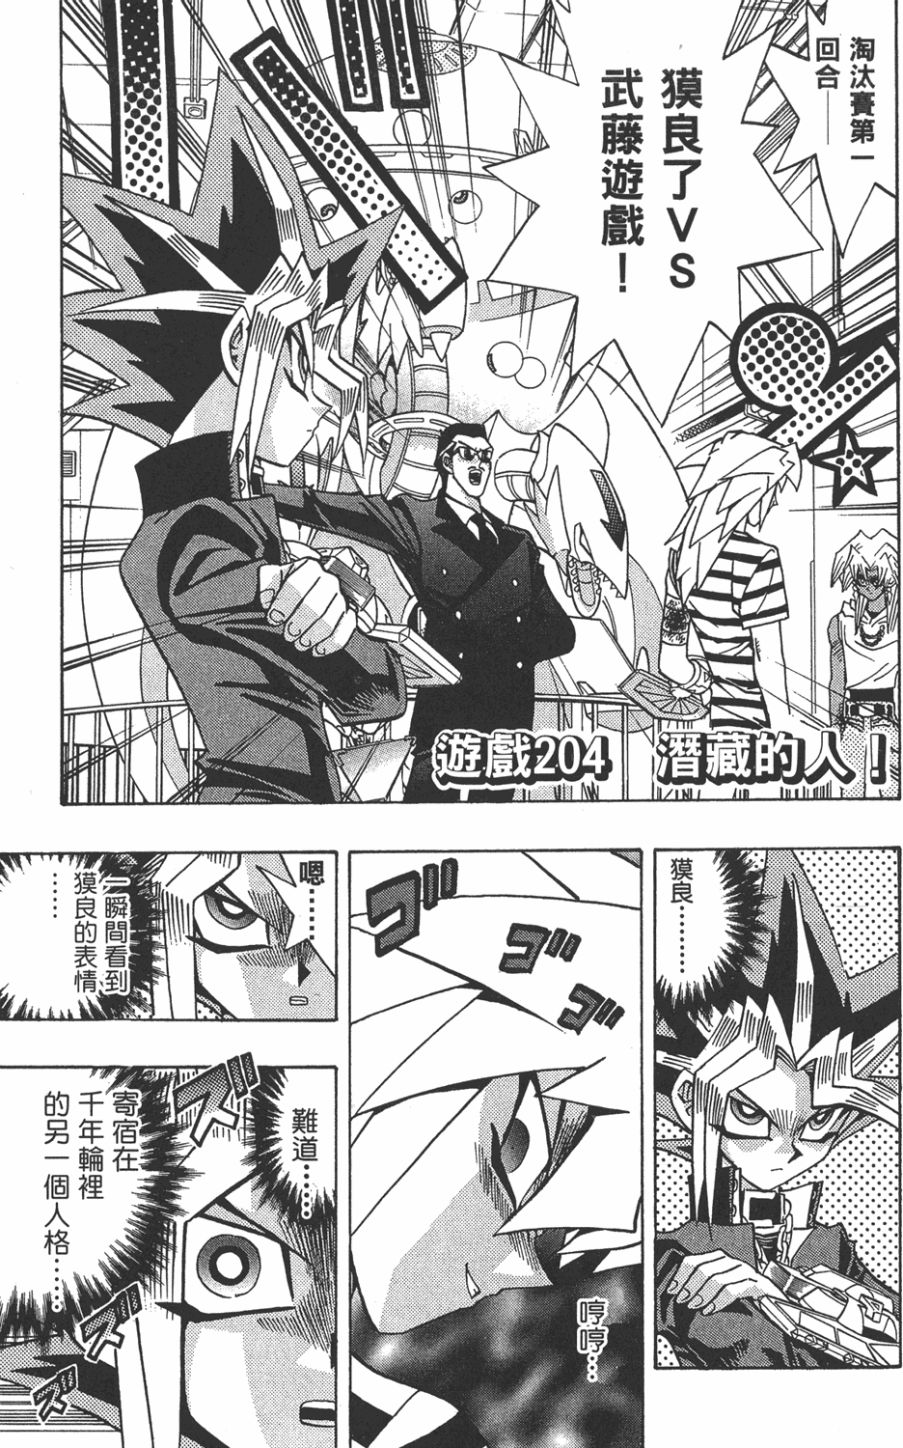 淘汰賽第一
回合──
獏良了VS
武藤遊戲！
遊戲204　潛藏的人！
獏良……
ゴゴ
ゴ
ゴ
哼哼…
嗯……
一瞬間看到
獏良的表情
……
難道……
寄宿在
千年輪裡
的另一個人格……
ズ
ズ
ズ
ズ